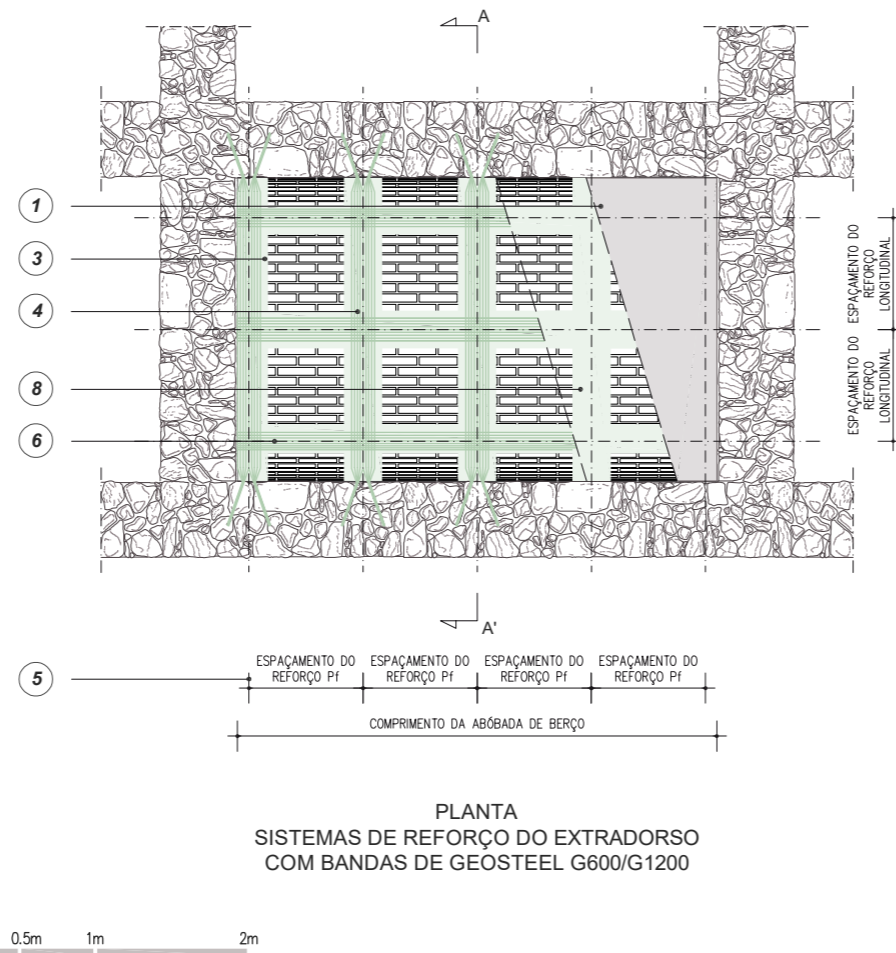 A
1
3
4
8
6
ESPAÇAMENTO DO
REFORÇO
LONGITUDINAL
ESPAÇAMENTO DO
REFORÇO
LONGITUDINAL
A'
5
ESPAÇAMENTO DO
REFORÇO Pf
ESPAÇAMENTO DO
REFORÇO Pf
ESPAÇAMENTO DO
REFORÇO Pf
ESPAÇAMENTO DO
REFORÇO Pf
COMPRIMENTO DA ABÓBADA DE BERÇO
PLANTA
SISTEMAS DE REFORÇO DO EXTRADORSO
COM BANDAS DE GEOSTEEL G600/G1200
0.5m 1m 2m